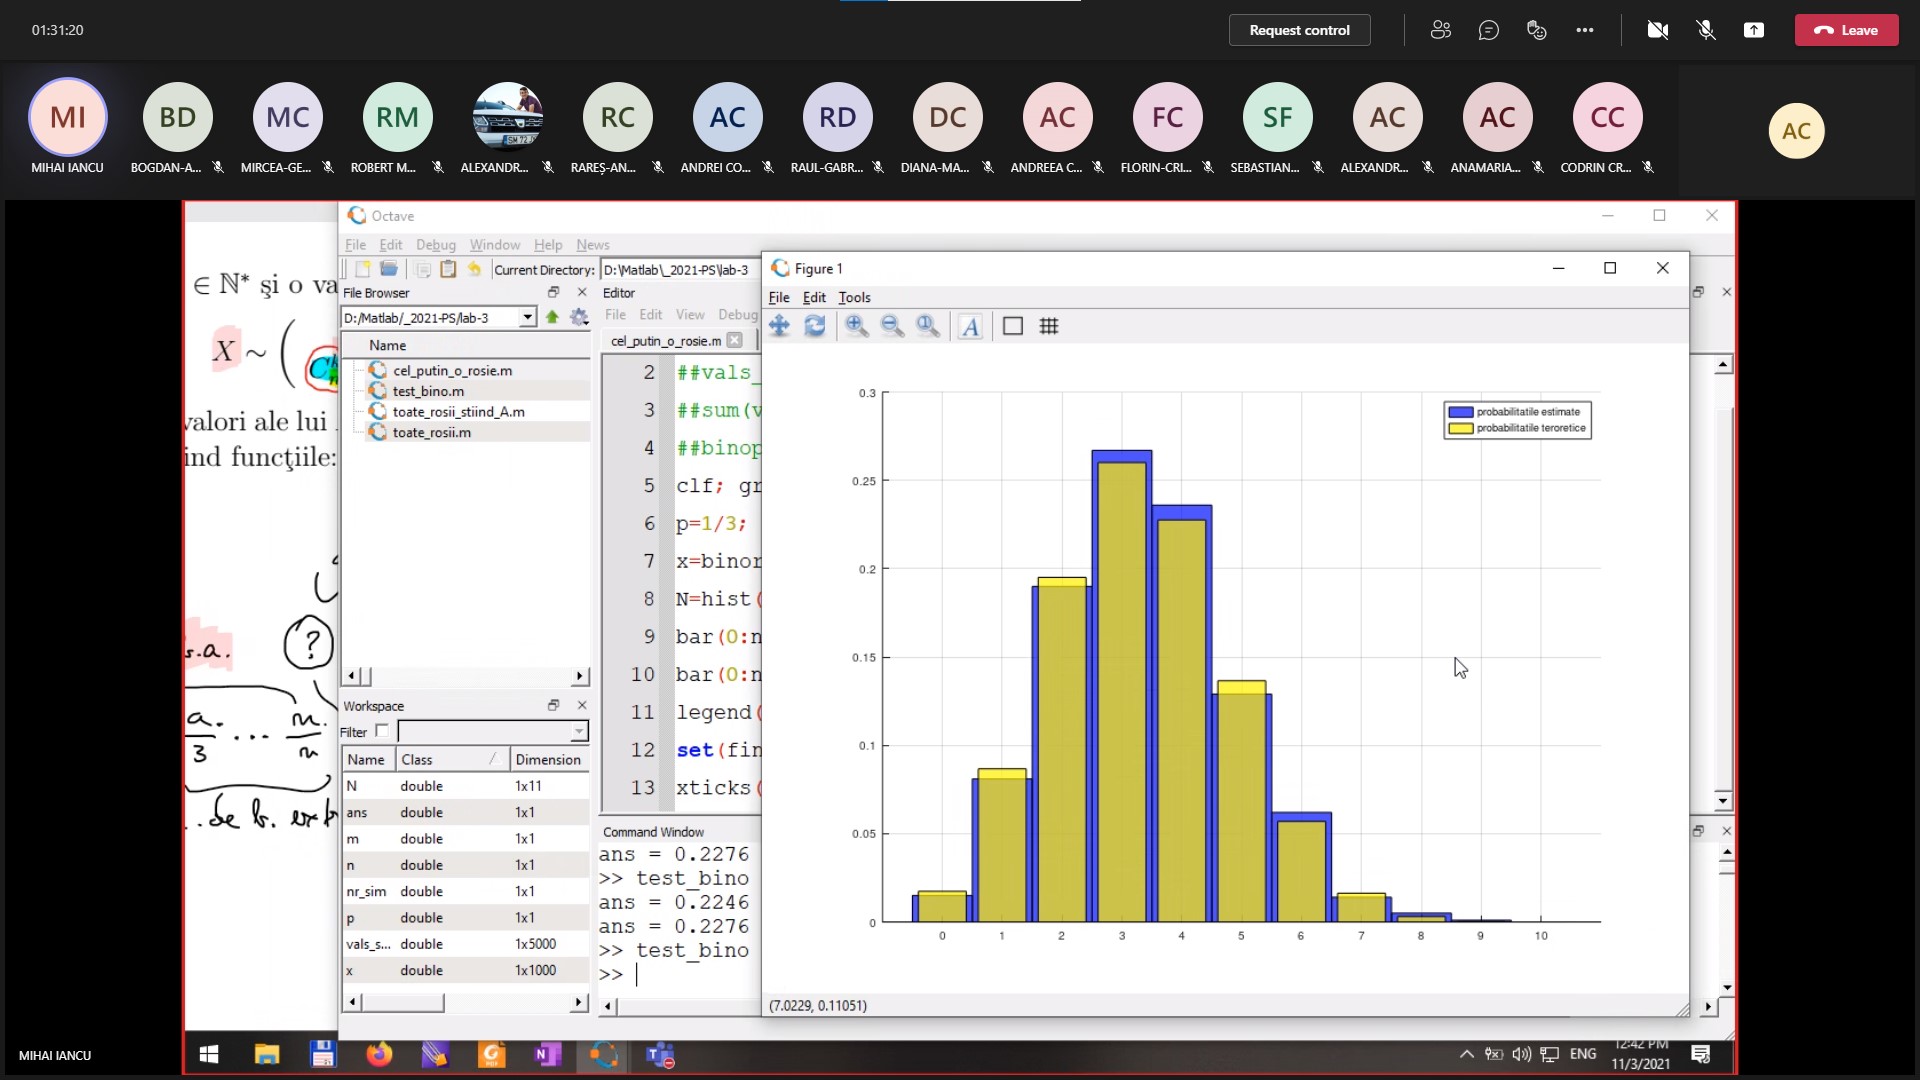 01:31:20
Request control
Leave
MI
BD
MC
RM
RC
AC
RD
DC
AC
FC
SF
AC
AC
CC
AC
MIHAI IANCU
BOGDAN-A...
MIRCEA-GE...
ROBERT M...
ALEXANDR...
RAREȘ-AN...
ANDREI CO...
RAUL-GABR...
DIANA-MA...
ANDREEA C...
FLORIN-CRI...
SEBASTIAN...
ALEXANDR...
ANAMARIA...
CODRIN CR...
∈ ℕ* şi o va
X ~ (
valori ale lui
ind funcţiile:
s.a.
?
a. ... n.
3 n
Octave
File Edit Debug Window Help News
Current Directory: D:\Matlab\_2021-PS\lab-3
File Browser
D:/Matlab/_2021-PS/lab-3
Name
cel_putin_o_rosie.m
test_bino.m
toate_rosii_stiind_A.m
toate_rosii.m
Workspace
Filter
Name Class Dimension
N double 1x11
ans double 1x1
m double 1x1
n double 1x1
nr_sim double 1x1
p double 1x1
vals_s... double 1x5000
x double 1x1000
Editor
File Edit View Debug
cel_putin_o_rosie.m
2 ##vals_
3 ##sum(v
4 ##binop
5 clf; gr
6 p=1/3;
7 x=binor
8 N=hist(
9 bar(0:n
10 bar(0:n
11 legend(
12 set(fin
13 xticks(
Command Window
ans = 0.2276
>> test_bino
ans = 0.2246
ans = 0.2276
>> test_bino
>>
Figure 1
File Edit Tools
A
probabilitatile estimate
probabilitatile teroretice
0.3
0.25
0.2
0.15
0.1
0.05
0
0 1 2 3 4 5 6 7 8 9 10
(7.0229, 0.11051)
MIHAI IANCU
ENG
12:42 PM
11/3/2021